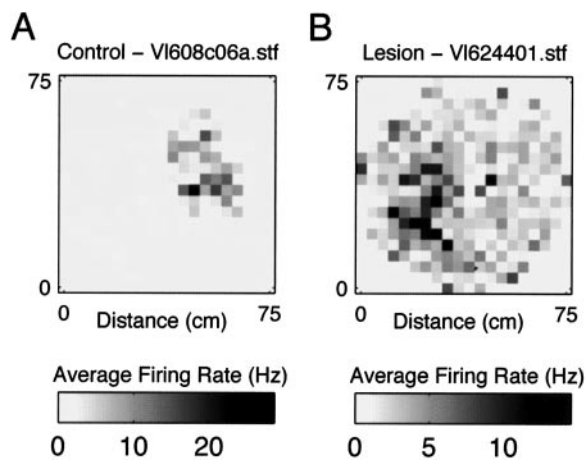 A
Control – Vl608c06a.stf
75
0
0
75
Distance (cm)
Average Firing Rate (Hz)
0 10 20
B
Lesion – Vl624401.stf
75
0
0
75
Distance (cm)
Average Firing Rate (Hz)
0 5 10